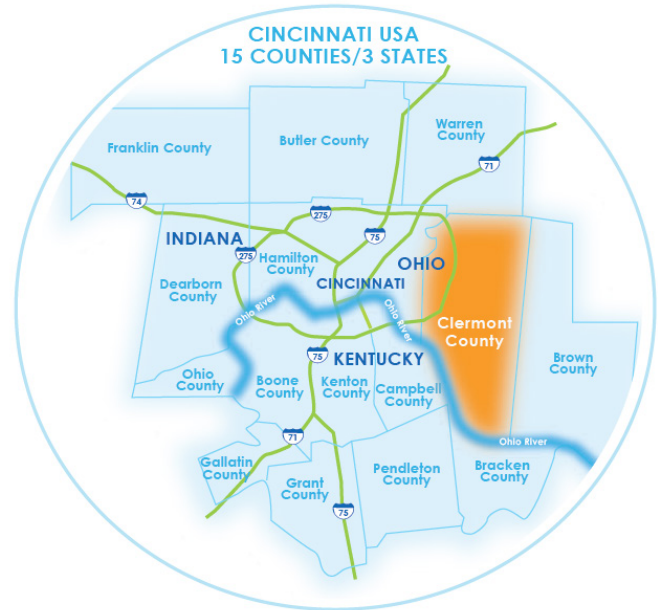 CINCINNATI USA
15 COUNTIES/3 STATES
Franklin County
Butler County
Warren
County
71
74
275
75
INDIANA
275
Hamilton
County
OHIO
Dearborn
County
CINCINNATI
Ohio River
Ohio River
Clermont
County
75
KENTUCKY
Brown
County
Ohio
County
Boone
County
Kenton
County
Campbell
County
71
Ohio River
Gallatin
County
Grant
County
Pendleton
County
Bracken
County
75